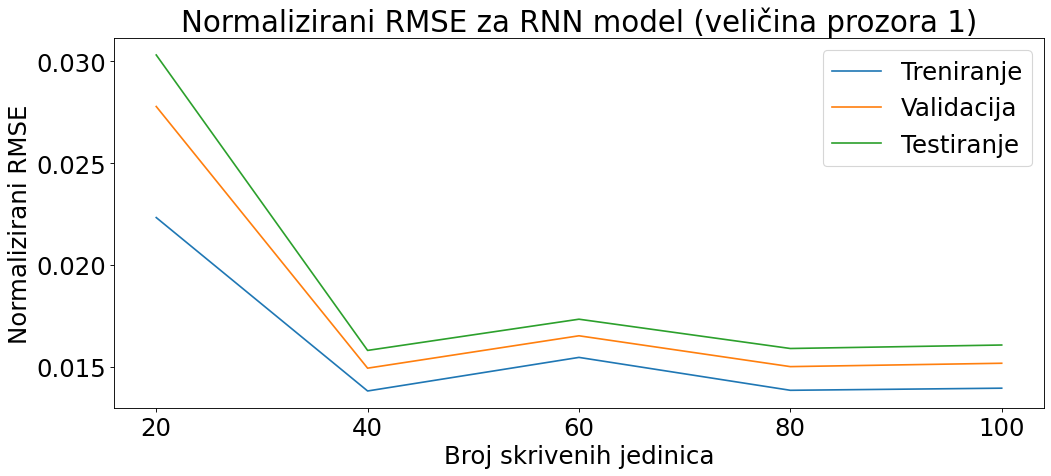 Normalizirani RMSE za RNN model (veličina prozora 1)
Normalizirani RMSE
0.030
0.025
0.020
0.015
Treniranje
Validacija
Testiranje
20 40 60 80 100
Broj skrivenih jedinica